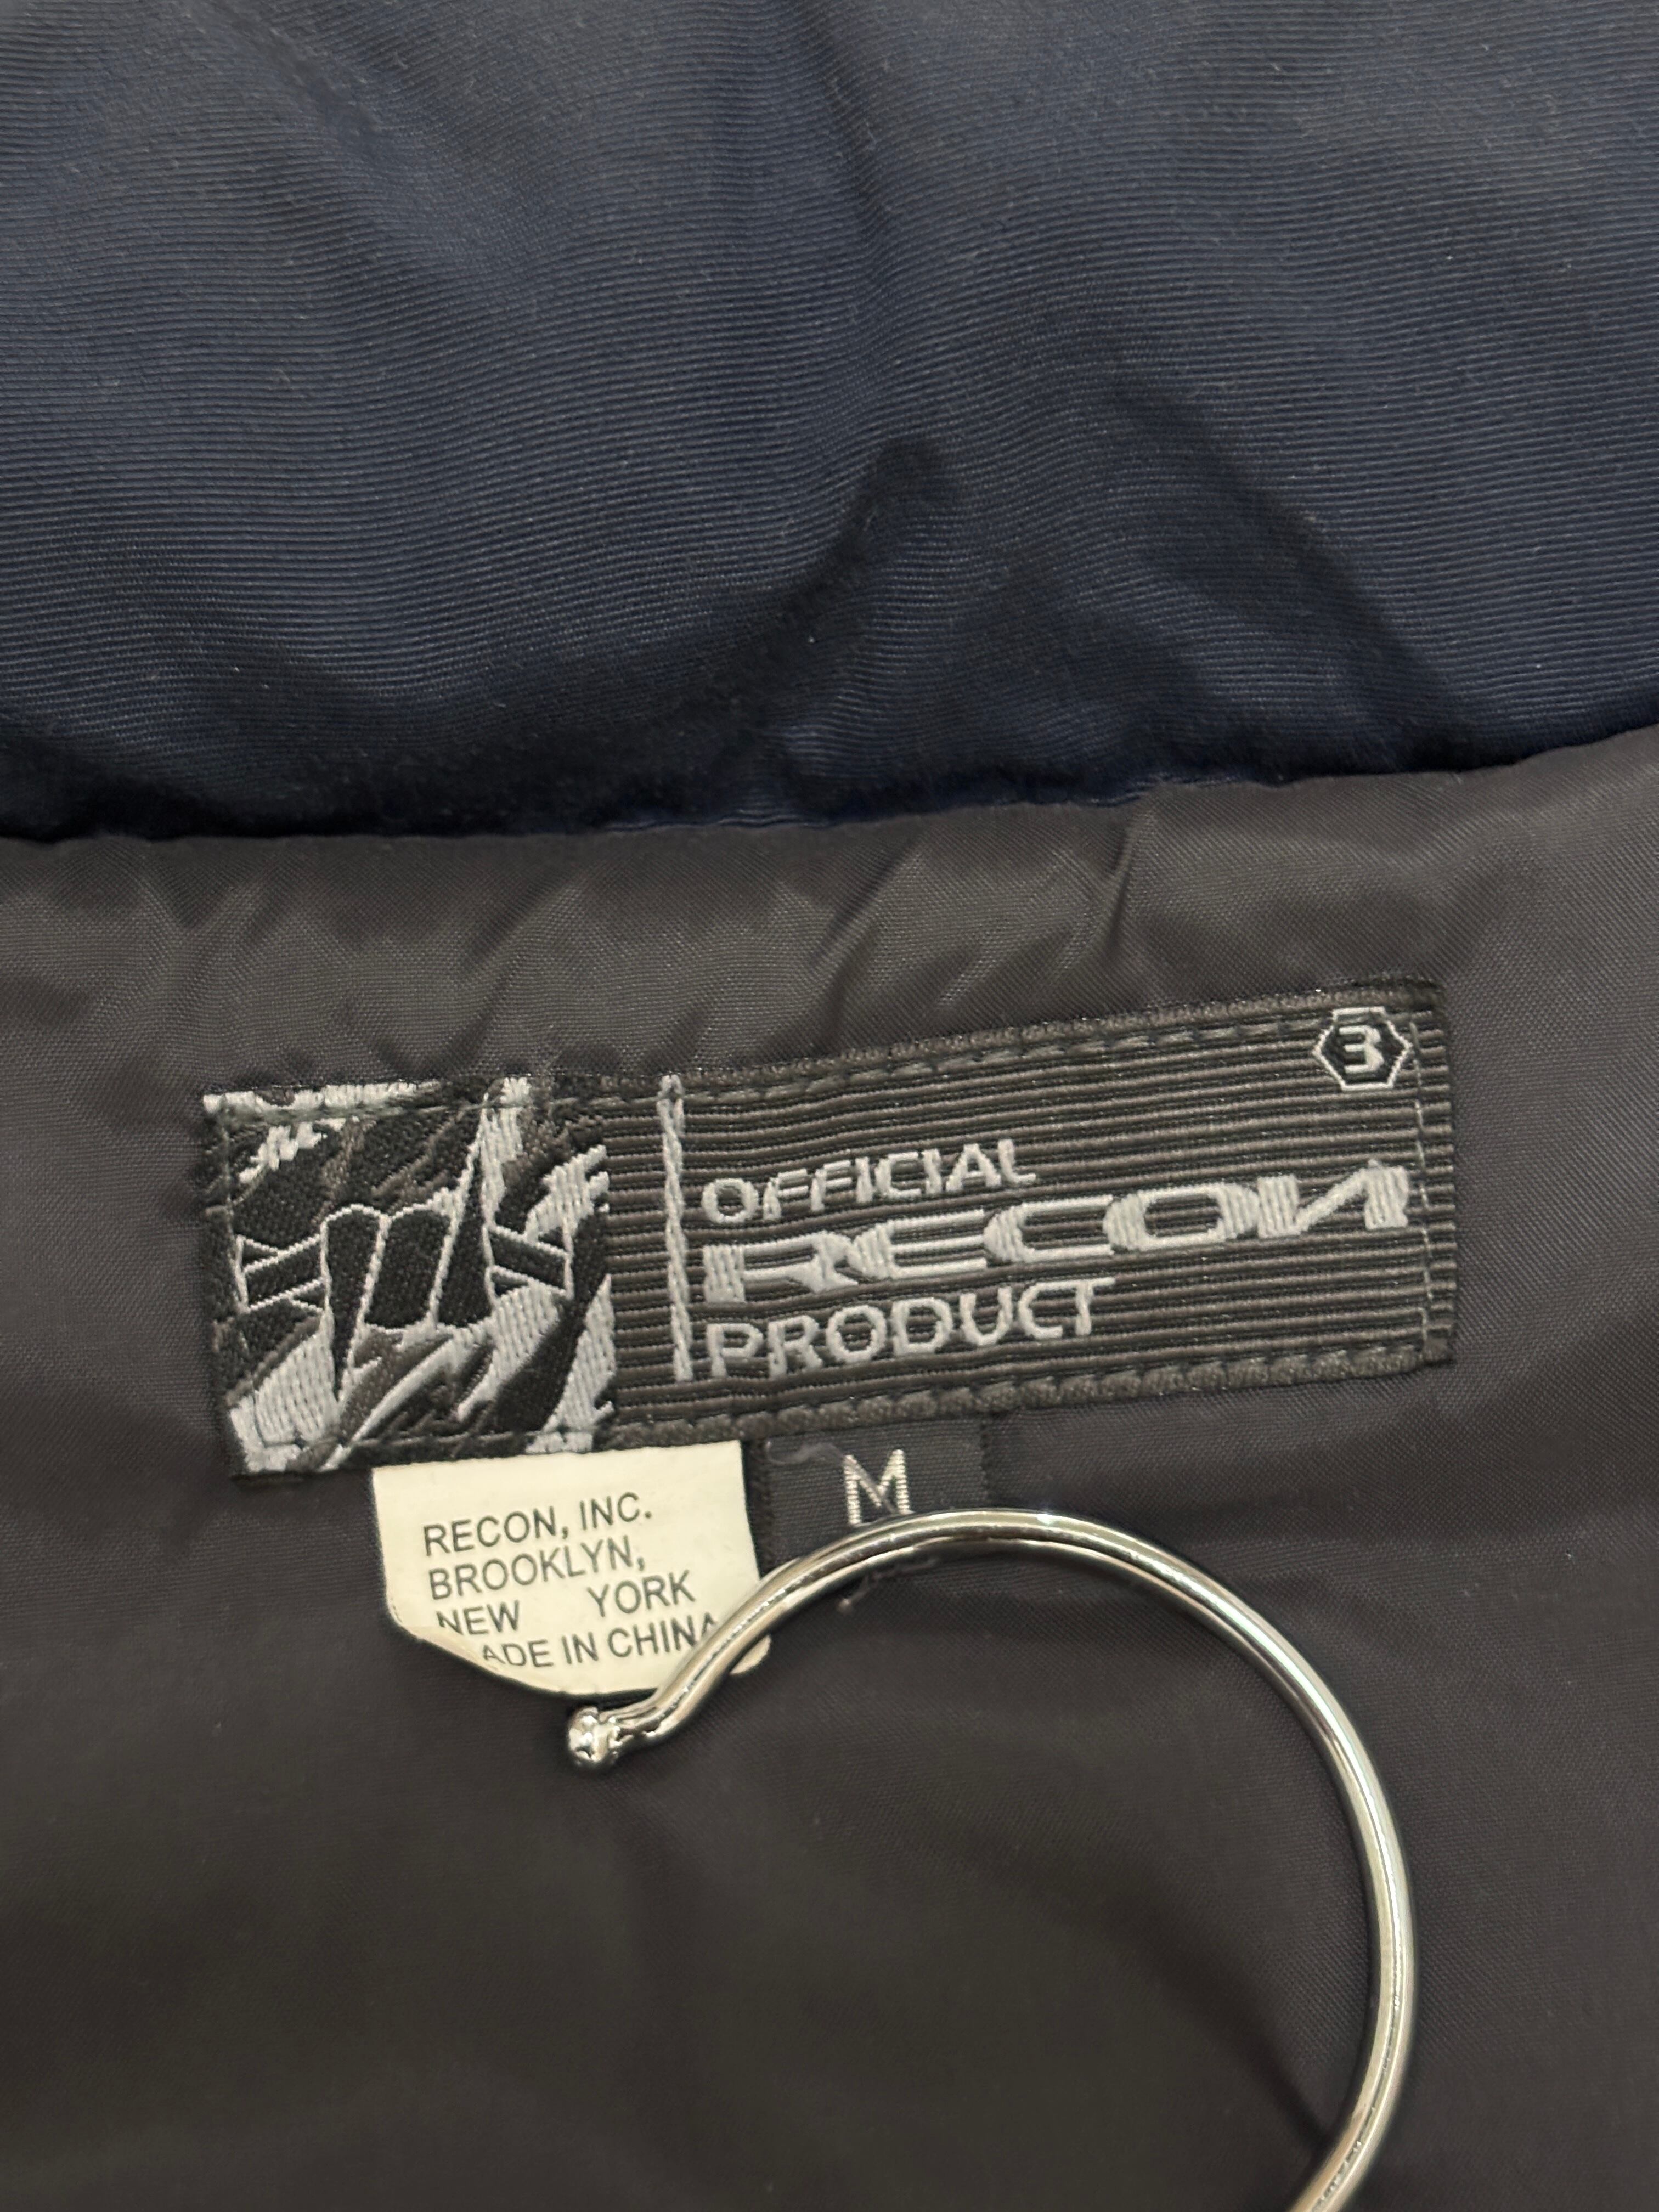 3
OFFICIAL
RECON
PRODUCT
M
RECON, INC.
BROOKLYN,
NEW YORK
ADE IN CHINA